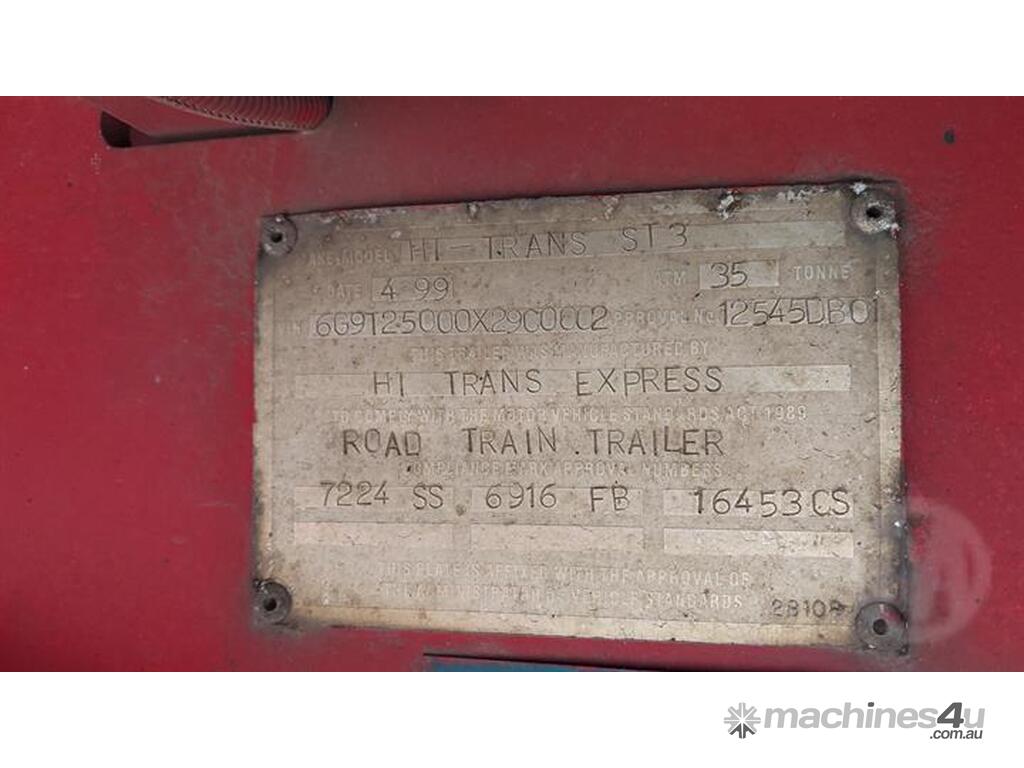 MAKE/MODEL HI-TRANS ST3
DATE 4 99 ATM 35 TONNE
VIN 6G9T25000X29C0CC2 APPROVAL No 12545DB01
THIS TRAILER WAS MANUFACTURED BY
HI TRANS EXPRESS
TO COMPLY WITH THE MOTOR VEHICLE STANDARDS ACT 1989
ROAD TRAIN TRAILER
COMPLIANCE MARK APPROVAL NUMBERS
7224 SS 6916 FB 16453CS
THIS PLATE IS AFFIXED WITH THE APPROVAL OF
THE ADMINISTRATOR OF VEHICLE STANDARDS
machines4u
.com.au